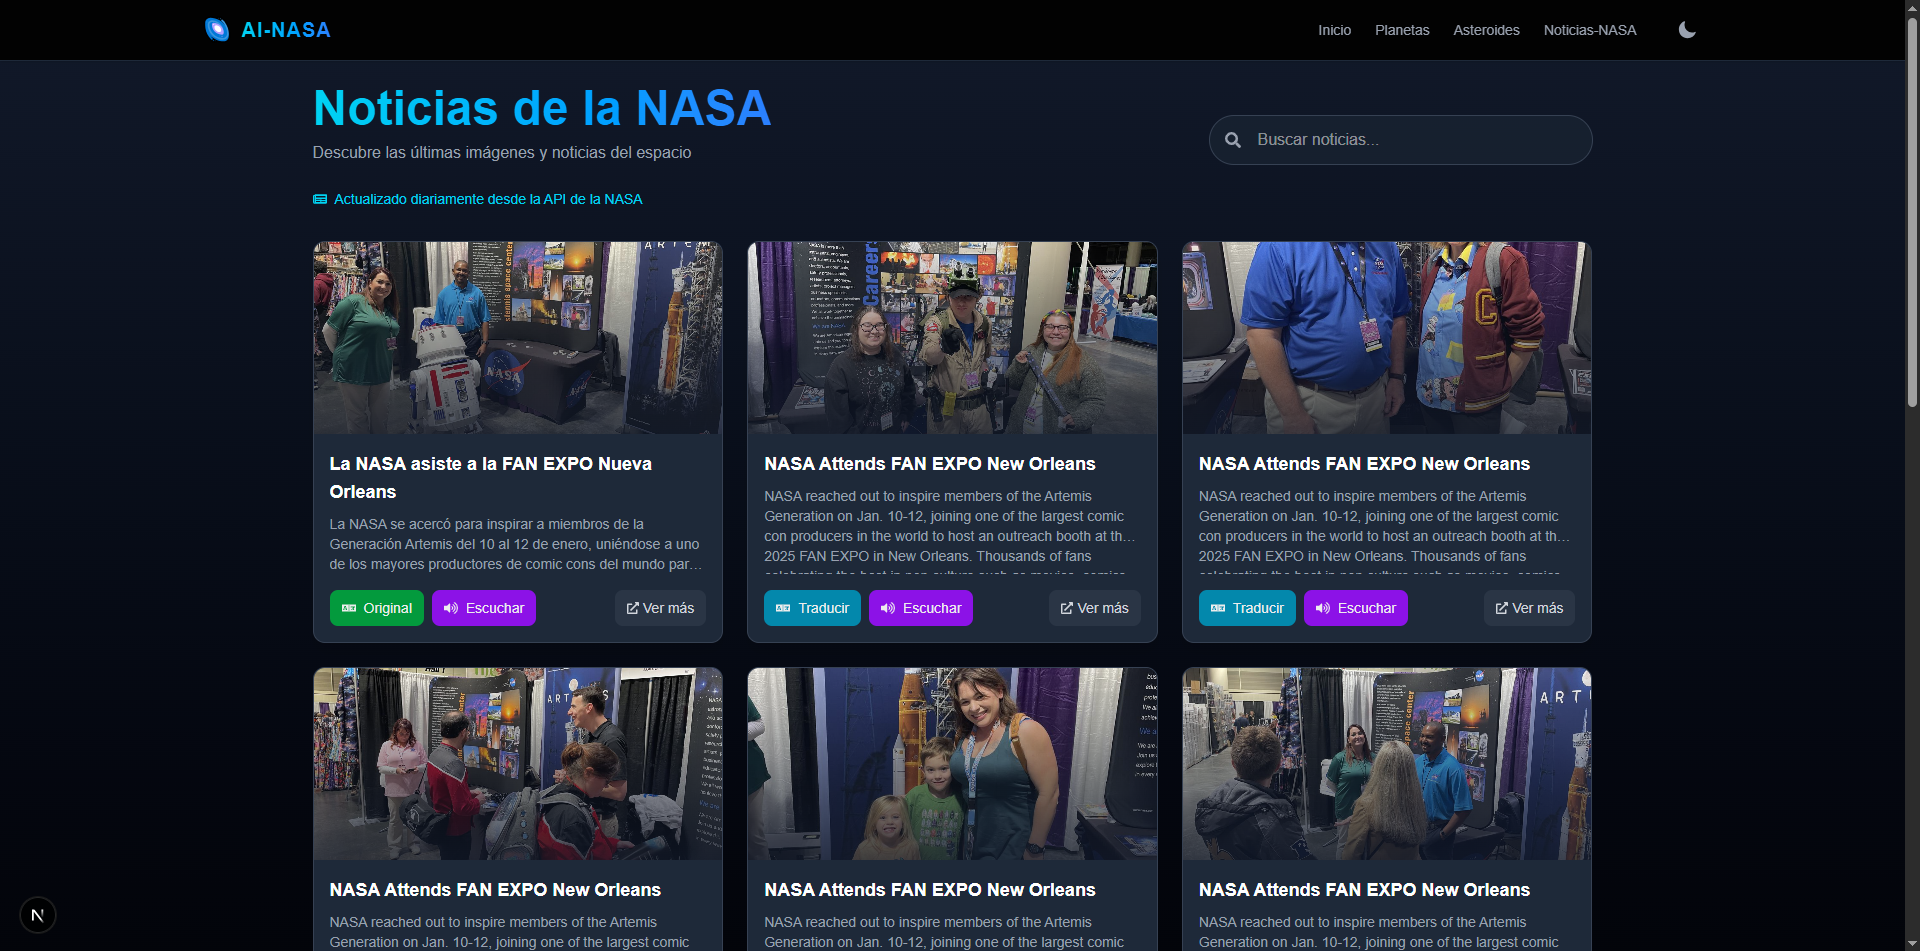 AI-NASA
Inicio
Planetas
Asteroides
Noticias-NASA
Noticias de la NASA
Descubre las últimas imágenes y noticias del espacio
Buscar noticias...
Actualizado diariamente desde la API de la NASA
La NASA asiste a la FAN EXPO Nueva
Orleans
La NASA se acercó para inspirar a miembros de la
Generación Artemis del 10 al 12 de enero, uniéndose a uno
de los mayores productores de comic cons del mundo par...
Original
Escuchar
Ver más
Careers
NASA Attends FAN EXPO New Orleans
NASA reached out to inspire members of the Artemis
Generation on Jan. 10-12, joining one of the largest comic
con producers in the world to host an outreach booth at th...
2025 FAN EXPO in New Orleans. Thousands of fans
Traducir
Escuchar
Ver más
NASA Attends FAN EXPO New Orleans
NASA reached out to inspire members of the Artemis
Generation on Jan. 10-12, joining one of the largest comic
con producers in the world to host an outreach booth at th...
2025 FAN EXPO in New Orleans. Thousands of fans
Traducir
Escuchar
Ver más
NASA Attends FAN EXPO New Orleans
NASA reached out to inspire members of the Artemis
Generation on Jan. 10-12, joining one of the largest comic
NASA Attends FAN EXPO New Orleans
NASA reached out to inspire members of the Artemis
Generation on Jan. 10-12, joining one of the largest comic
NASA Attends FAN EXPO New Orleans
NASA reached out to inspire members of the Artemis
Generation on Jan. 10-12, joining one of the largest comic
N